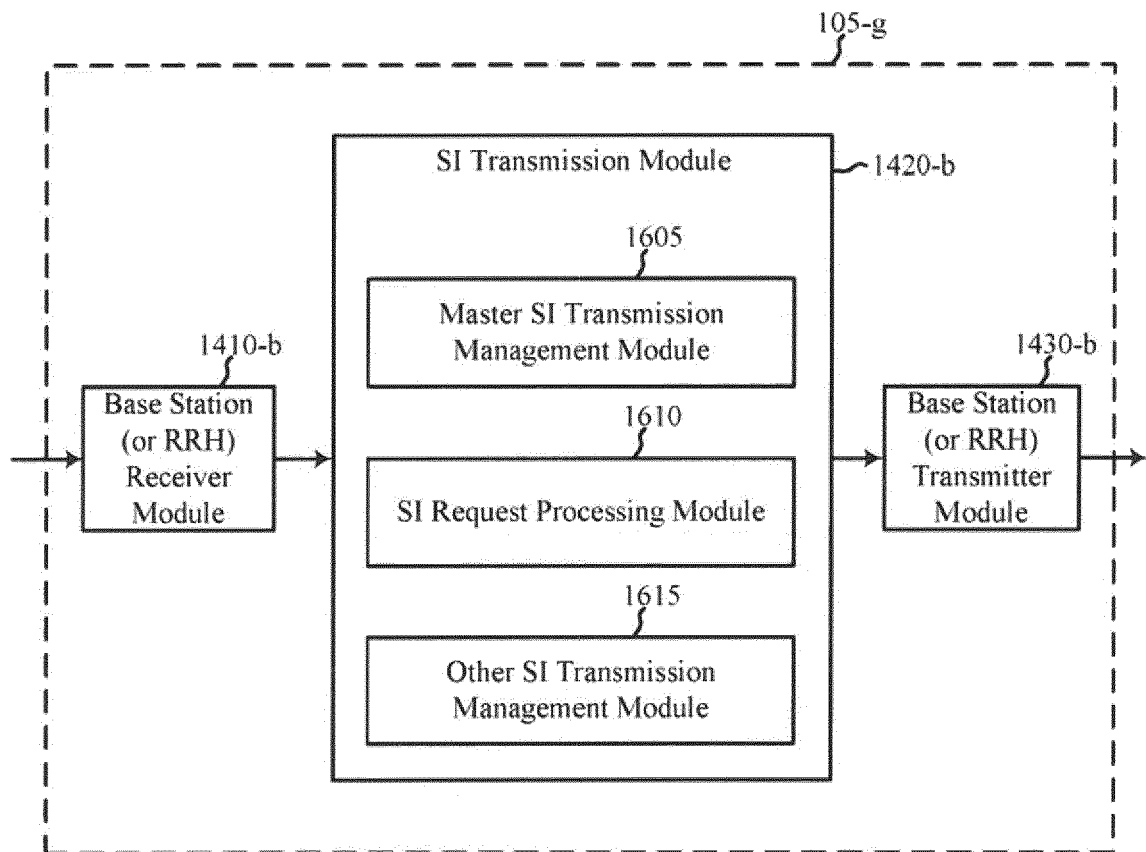 105-g
SI Transmission Module
1420-b
1605
Master SI Transmission
Management Module
1410-b
Base Station
(or RRH)
Receiver
Module
1610
SI Request Processing Module
1430-b
Base Station
(or RRH)
Transmitter
Module
1615
Other SI Transmission
Management Module